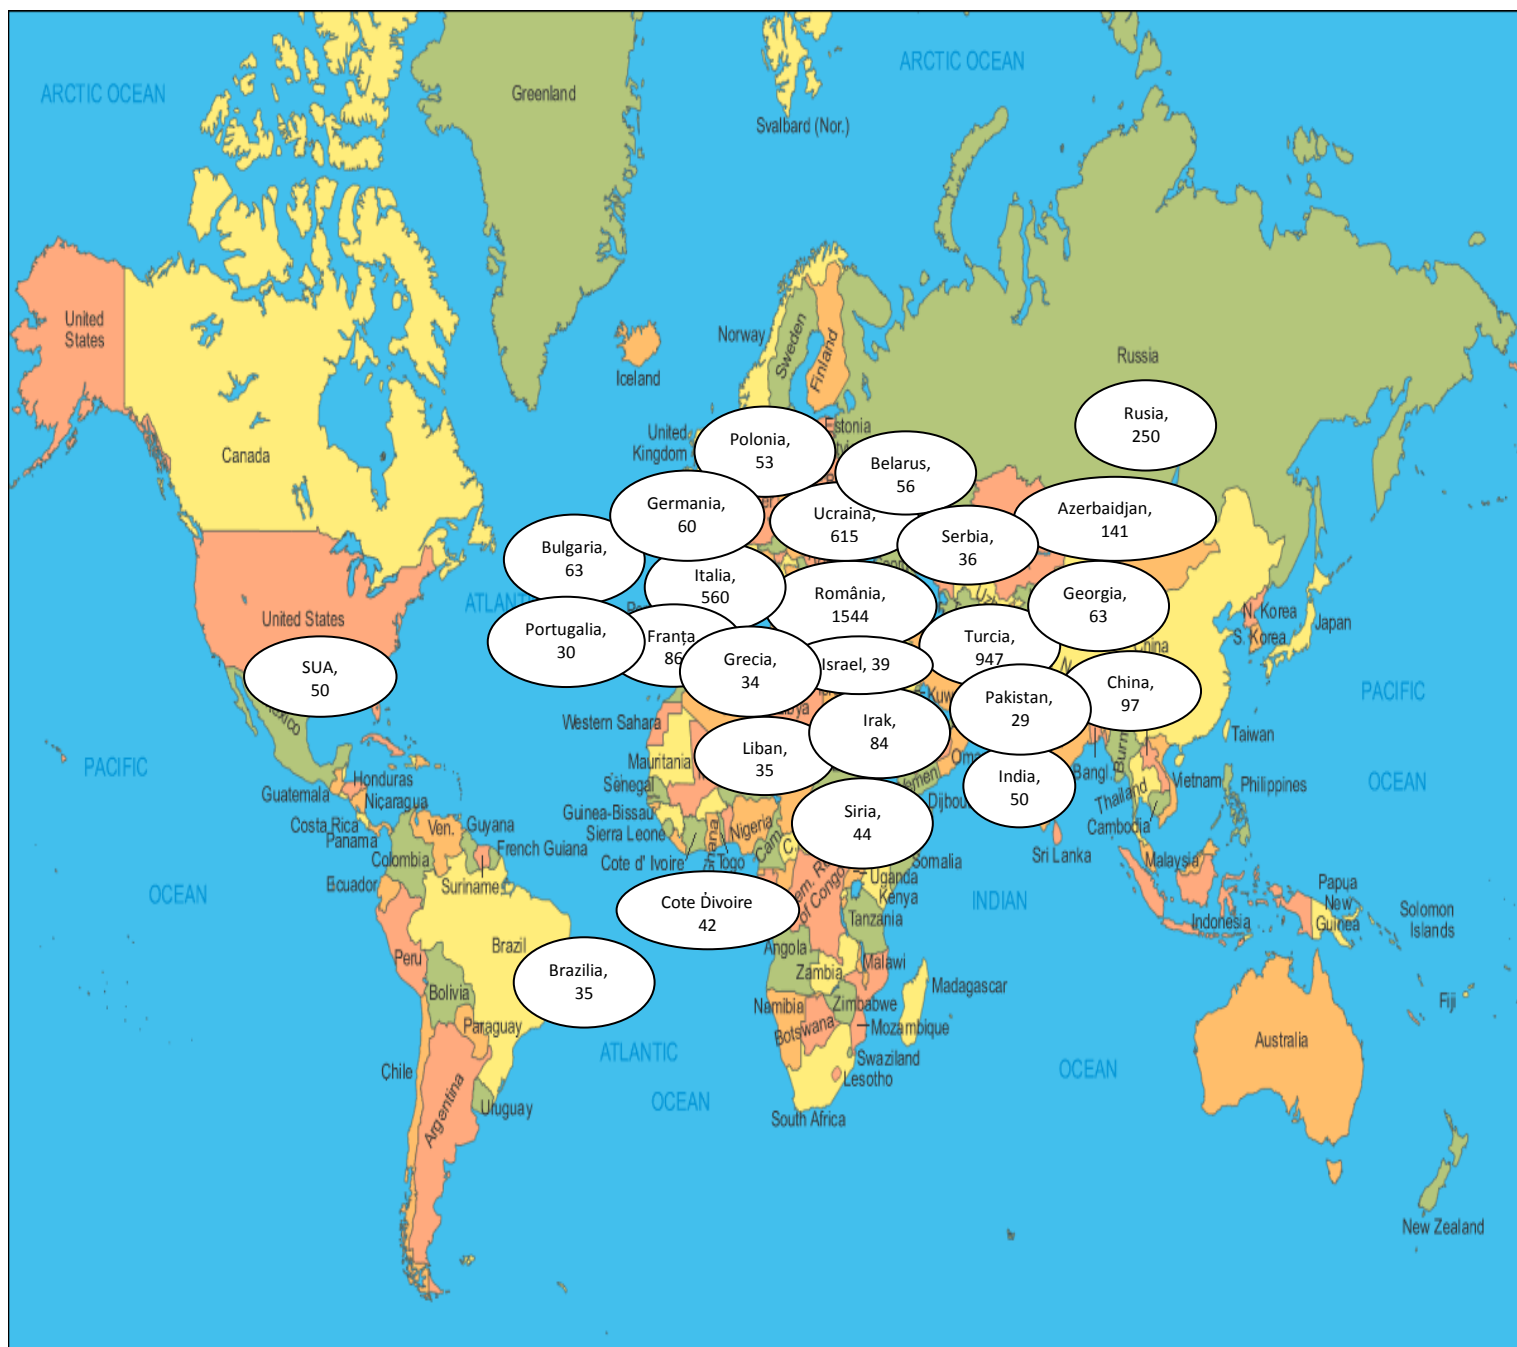 ARCTIC OCEAN
ARCTIC OCEAN
Greenland
Svalbard (Nor.)
United
States
Norway
Sweden
Finland
Iceland
Russia
Canada
United
Kingdom
Estonia
Rusia,
250
Polonia,
53
Belarus,
56
Germania,
60
Ucraina,
615
Azerbaidjan,
141
Serbia,
36
Bulgaria,
63
Italia,
560
România,
1544
Georgia,
63
United States
N. Korea
S. Korea
Japan
Portugalia,
30
Franța,
86
Grecia,
34
Israel, 39
Turcia,
947
SUA,
50
Pakistan,
29
China,
97
PACIFIC
Western Sahara
Irak,
84
Liban,
35
Taiwan
PACIFIC
Mauritania
India,
50
Bangl.
Vietnam
Philippines
OCEAN
Honduras
Guatemala
Nicaragua
Senegal
Thailand
Guinea-Bissau
Sierra Leone
Siria,
44
Costa Rica
Panama
Ven.
Guyana
Nigeria
Cambodia
French Guiana
Colombia
Cote d' Ivoire
Togo
Somalia
Sri Lanka
Malaysia
Ecuador
Suriname
Uganda
Kenya
OCEAN
INDIAN
Papua
New
Guinea
Solomon
Islands
Cote Divoire
42
of Congo
Tanzania
Indonesia
Brazil
Peru
Angola
Malawi
Zambia
Brazilia,
35
Bolivia
Madagascar
Namibia
Zimbabwe
Fiji
Paraguay
Botswana
Mozambique
ATLANTIC
Australia
Chile
Swaziland
Lesotho
OCEAN
OCEAN
Argentina
Uruguay
South Africa
New Zealand